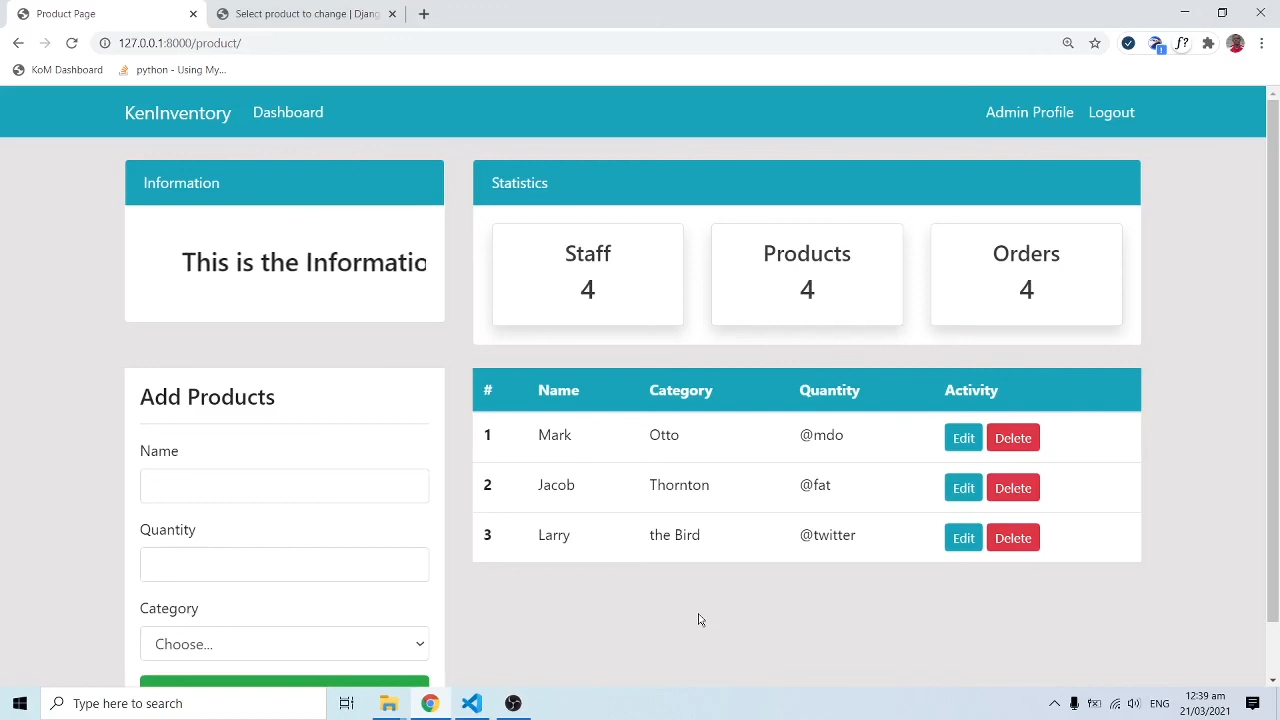 Product Page
Select product to change | Djang
127.0.0.1:8000/product/
KoM Dashboard
python - Using My...
KenInventory
Dashboard
Admin Profile
Logout
Information
This is the Informatio
Statistics
Staff
4
Products
4
Orders
4
Add Products
Name
Quantity
Category
Choose...
# Name Category Quantity Activity
1 Mark Otto @mdo Edit Delete
2 Jacob Thornton @fat Edit Delete
3 Larry the Bird @twitter Edit Delete
Type here to search
ENG
12:39 am
21/03/2021